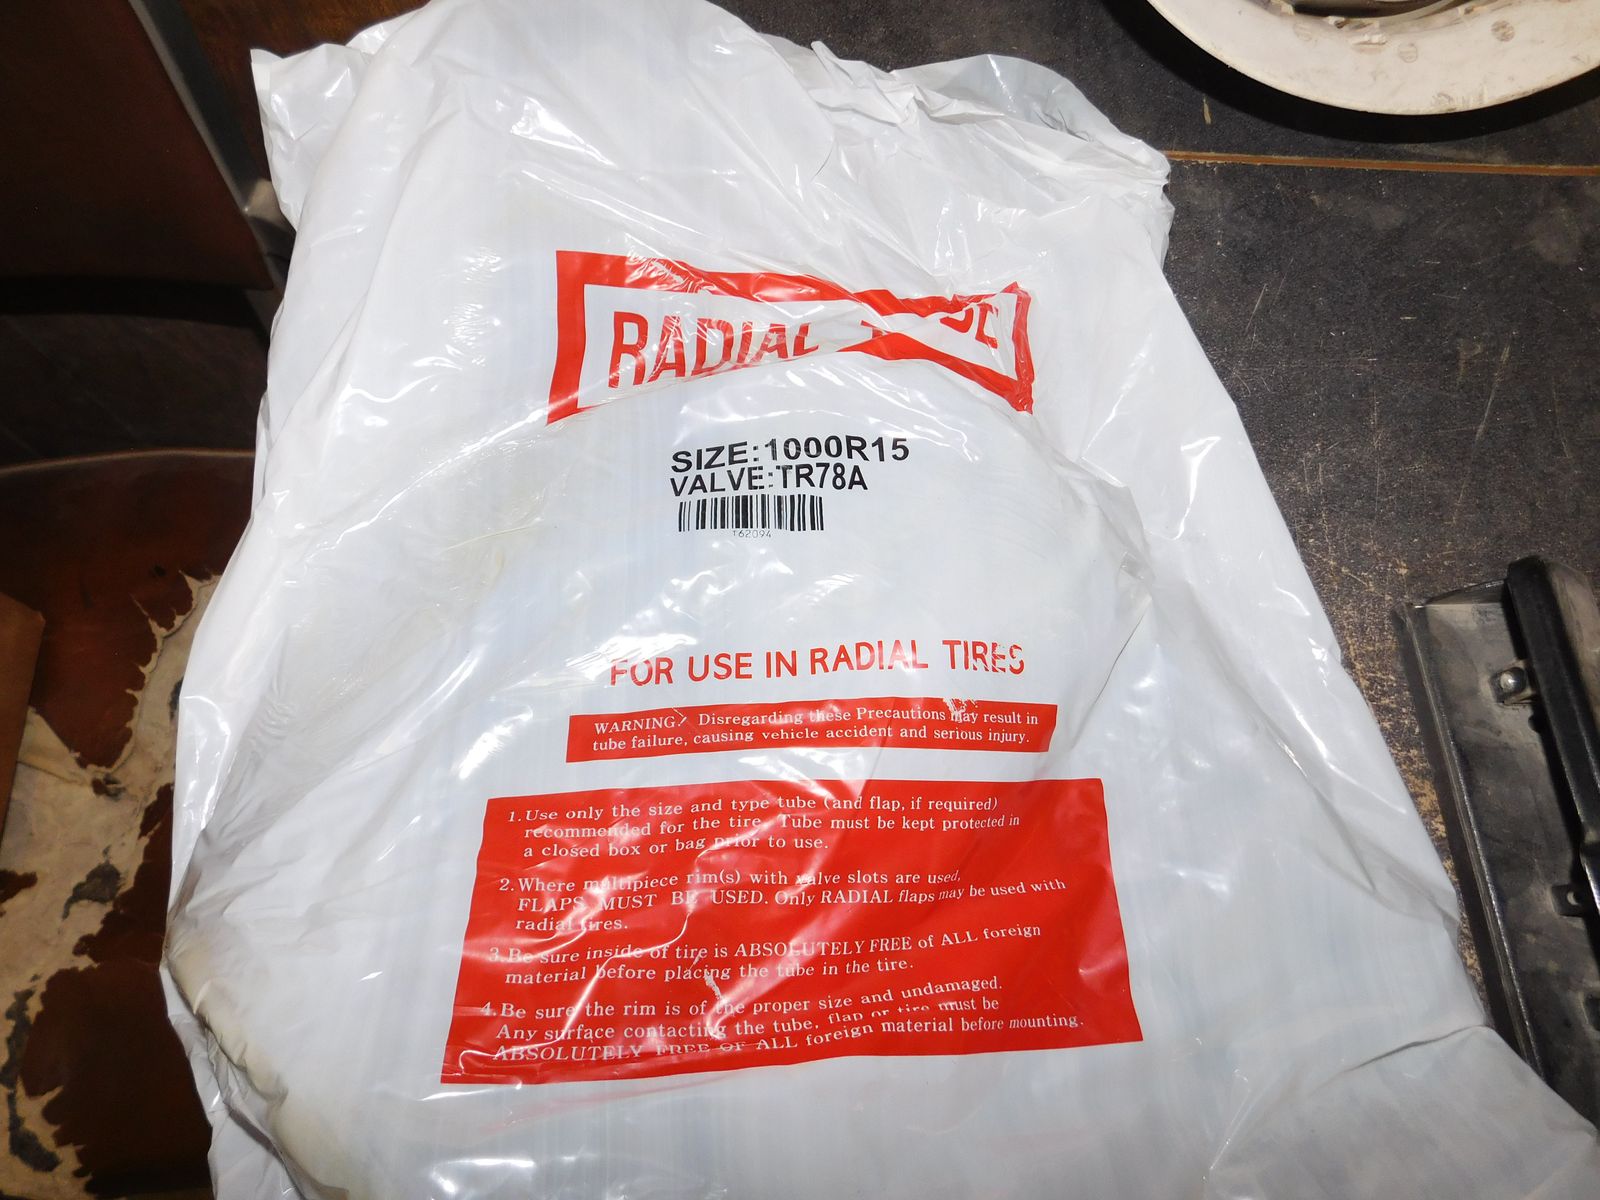 RADIAL
SIZE:1000R15
VALVE:TR78A
T62094
FOR USE IN RADIAL TIRES
WARNING! Disregarding these Precautions may result in
tube failure, causing vehicle accident and serious injury.
1. Use only the size and type tube (and flap, if required)
recommended for the tire. Tube must be kept protected in
a closed box or bag prior to use.
2. Where multipiece rim(s) with valve slots are used,
FLAPS MUST BE USED. Only RADIAL flaps may be used with
radial tires.
3. Be sure inside of tire is ABSOLUTELY FREE of ALL foreign
material before placing the tube in the tire.
4. Be sure the rim is of the proper size and undamaged.
Any surface contacting the tube, flap or tire must be
ABSOLUTELY FREE OF ALL foreign material before mounting.